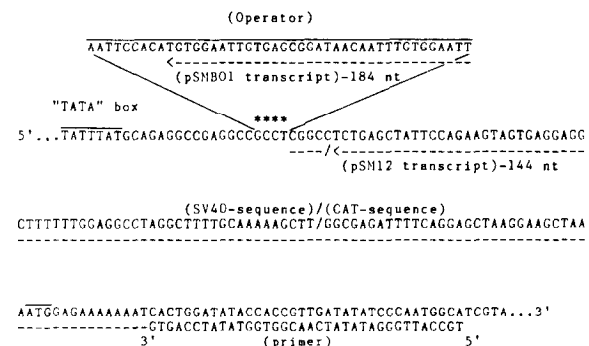 (Operator)
AATTCCACATGTGGAATTGTGAGCGGATAACAATTTGTGGAATT
<------------------------------
(pSMB01 transcript)-184 nt
"TATA" box
****
5'...TATTTATGCAGAGGCCGAGGCCGCCTCGGCCTCTGAGCTATTCCAGAAGTAGTGAGGAGG
----/<----------------------
(pSM12 transcript)-144 nt
(SV40-sequence)/(CAT-sequence)
CTTTTTTGGAGGCCTAGGCTTTTGCAAAAAGCTT/GGCGAGATTTTCAGGAGCTAAGGAAGCTAA
-----------------------------------------------------------------
AATGGAGAAAAAAATCACTGGATATACCACCGTTGATATATCCCAATGGCATCGTA...3'
---------------GTGACCTATATGGTGGCAACTATATAGGGTTACCGT
3' (primer) 5'